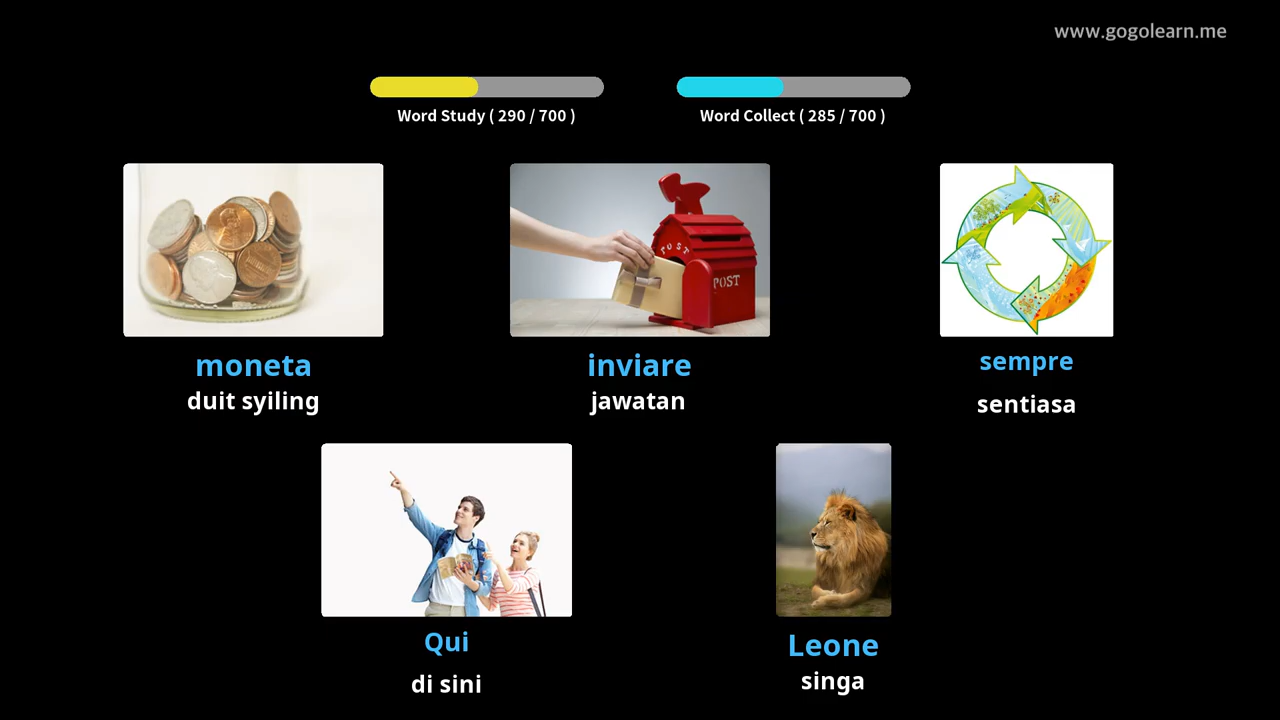 www.gogolearn.me
Word Study ( 290 / 700 )
Word Collect ( 285 / 700 )
POST
POST
moneta
duit syiling
inviare
jawatan
sempre
sentiasa
Qui
di sini
Leone
singa